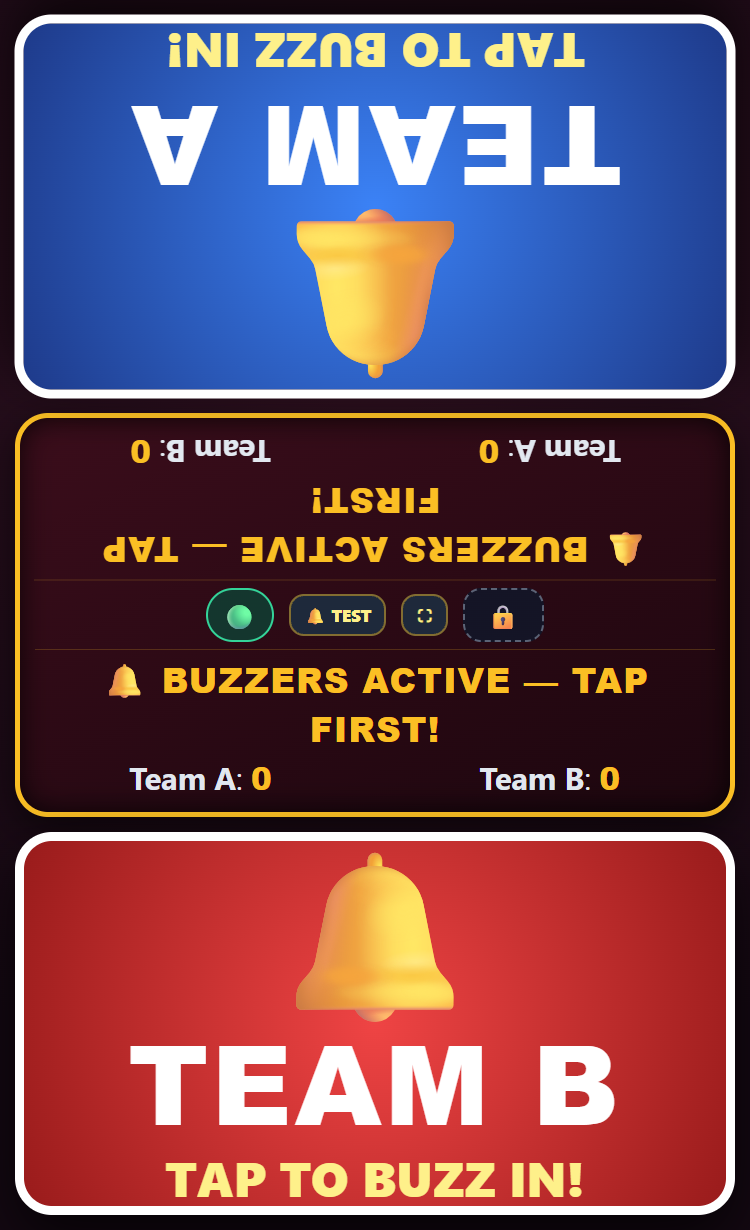 TAP TO BUZZ IN!
TEAM A
Team A: 0 Team B: 0
BUZZERS ACTIVE — TAP
FIRST!
TEST
BUZZERS ACTIVE — TAP
FIRST!
Team A: 0 Team B: 0
TEAM B
TAP TO BUZZ IN!